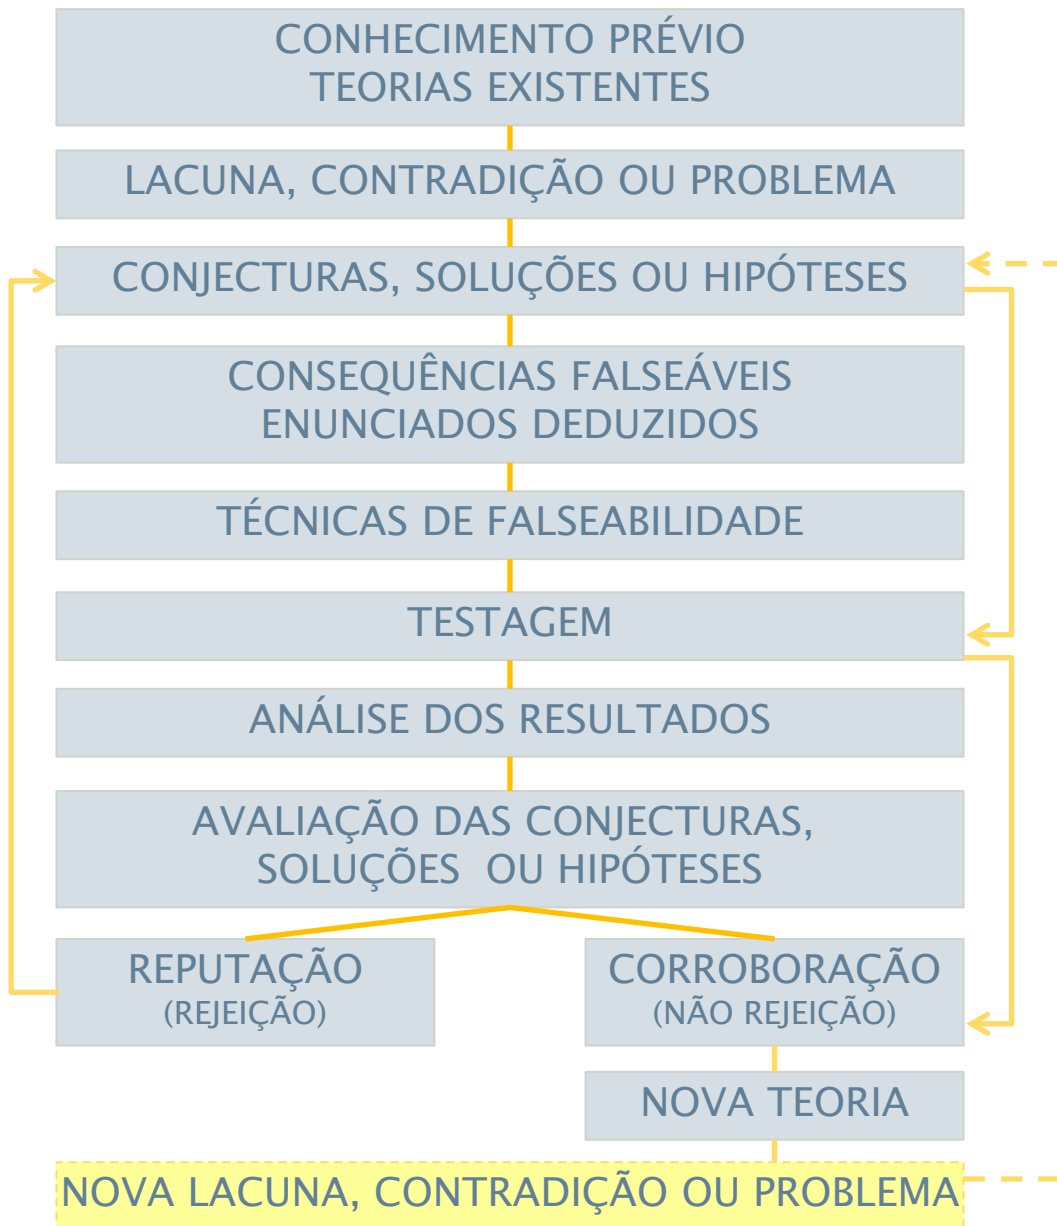 CONHECIMENTO PRÉVIO
TEORIAS EXISTENTES
LACUNA, CONTRADIÇÃO OU PROBLEMA
CONJECTURAS, SOLUÇÕES OU HIPÓTESES
CONSEQUÊNCIAS FALSEÁVEIS
ENUNCIADOS DEDUZIDOS
TÉCNICAS DE FALSEABILIDADE
TESTAGEM
ANÁLISE DOS RESULTADOS
AVALIAÇÃO DAS CONJECTURAS,
SOLUÇÕES OU HIPÓTESES
REPUTAÇÃO
(REJEIÇÃO)
CORROBORAÇÃO
(NÃO REJEIÇÃO)
NOVA TEORIA
NOVA LACUNA, CONTRADIÇÃO OU PROBLEMA